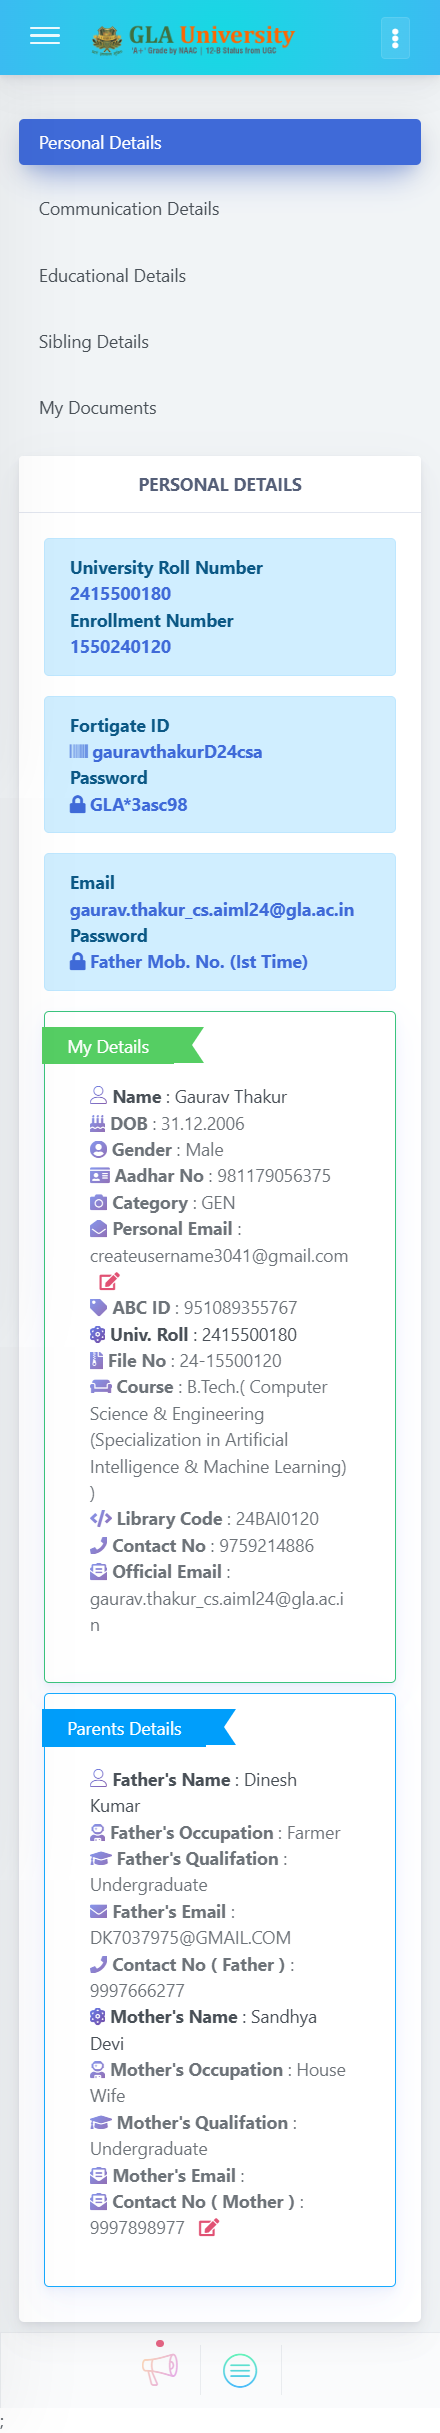 GLA University
'A+' Grade by NAAC | 12-B Status from UGC
Personal Details
Communication Details
Educational Details
Sibling Details
My Documents
PERSONAL DETAILS
University Roll Number
2415500180
Enrollment Number
1550240120
Fortigate ID
gauravthakurD24csa
Password
GLA*3asc98
Email
gaurav.thakur_cs.aiml24@gla.ac.in
Password
Father Mob. No. (Ist Time)
My Details
Name : Gaurav Thakur
DOB : 31.12.2006
Gender : Male
Aadhar No : 981179056375
Category : GEN
Personal Email :
createusername3041@gmail.com
ABC ID : 951089355767
Univ. Roll : 2415500180
File No : 24-15500120
Course : B.Tech.( Computer
Science & Engineering
(Specialization in Artificial
Intelligence & Machine Learning)
)
Library Code : 24BAI0120
Contact No : 9759214886
Official Email :
gaurav.thakur_cs.aiml24@gla.ac.i
n
Parents Details
Father's Name : Dinesh
Kumar
Father's Occupation : Farmer
Father's Qualifation :
Undergraduate
Father's Email :
DK7037975@GMAIL.COM
Contact No ( Father ) :
9997666277
Mother's Name : Sandhya
Devi
Mother's Occupation : House
Wife
Mother's Qualifation :
Undergraduate
Mother's Email :
Contact No ( Mother ) :
9997898977
;